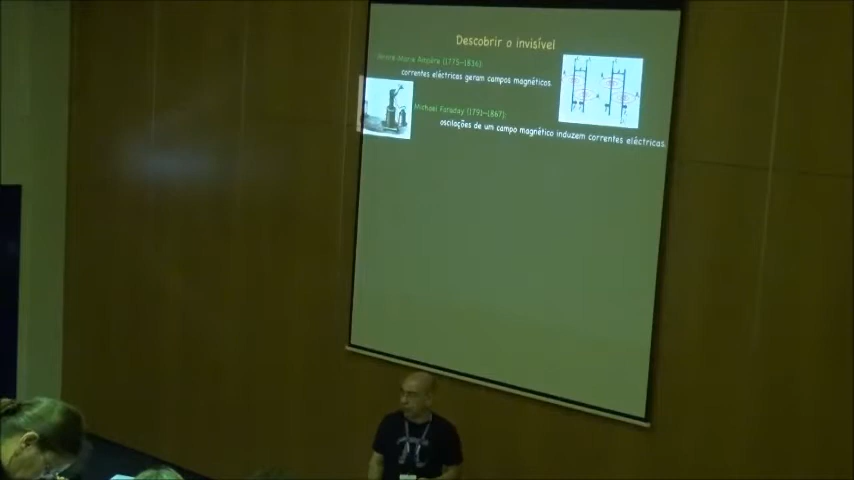 Descobrir o invisível
André-Marie Ampère (1775-1836):
correntes eléctricas geram campos magnéticos.
Michael Faraday (1791-1867):
oscilações de um campo magnético induzem correntes eléctricas.
π